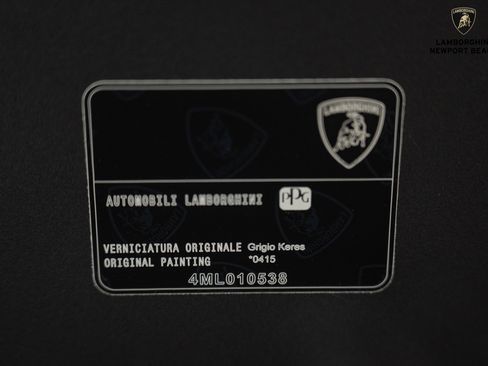 LAMBORGHINI
NEWPORT BEACH
LAMBORGHINI
AUTOMOBILI LAMBORGHINI PPG
VERNICIATURA ORIGINALE Grigio Keres
ORIGINAL PAINTING *0415
4ML010538